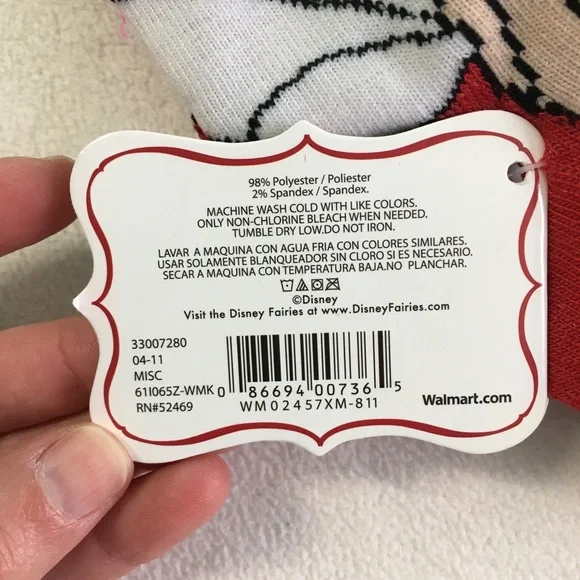 98% Polyester / Poliester
2% Spandex / Spandex.
MACHINE WASH COLD WITH LIKE COLORS.
ONLY NON-CHLORINE BLEACH WHEN NEEDED.
TUMBLE DRY LOW.DO NOT IRON.
LAVAR A MAQUINA CON AGUA FRIA CON COLORES SIMILARES.
USAR SOLAMENTE BLANQUEADOR SIN CLORO SI ES NECESARIO.
SECAR A MAQUINA CON TEMPERATURA BAJA.NO PLANCHAR.
©Disney
Visit the Disney Fairies at www.DisneyFairies.com
33007280
04-11
MISC
61I065Z-WMK
RN#52469
0 86694 00736 5
WM02457XM-811
Walmart.com